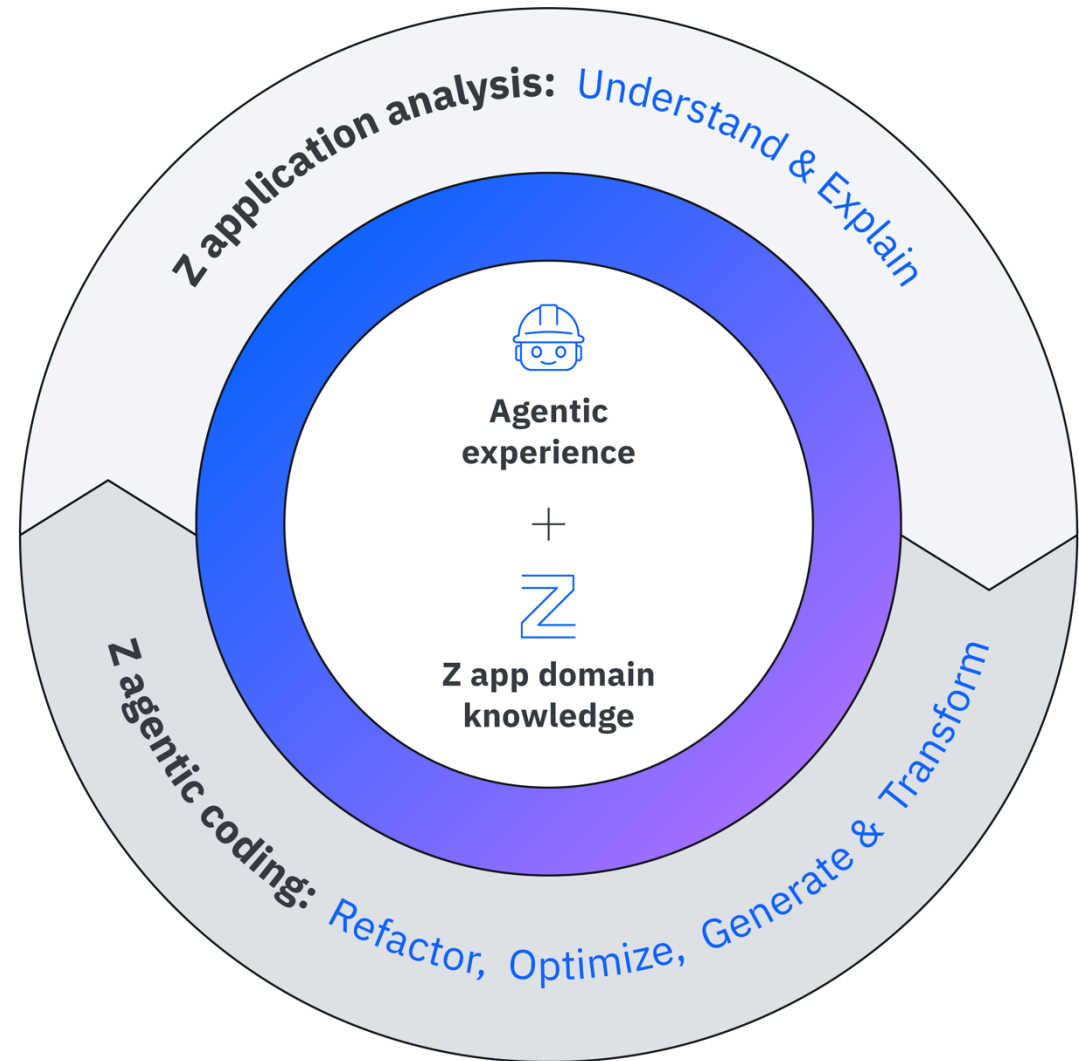 Z application analysis: Understand & Explain
Agentic
experience
+
Z app domain
knowledge
Z agentic coding: Refactor, Optimize, Generate & Transform